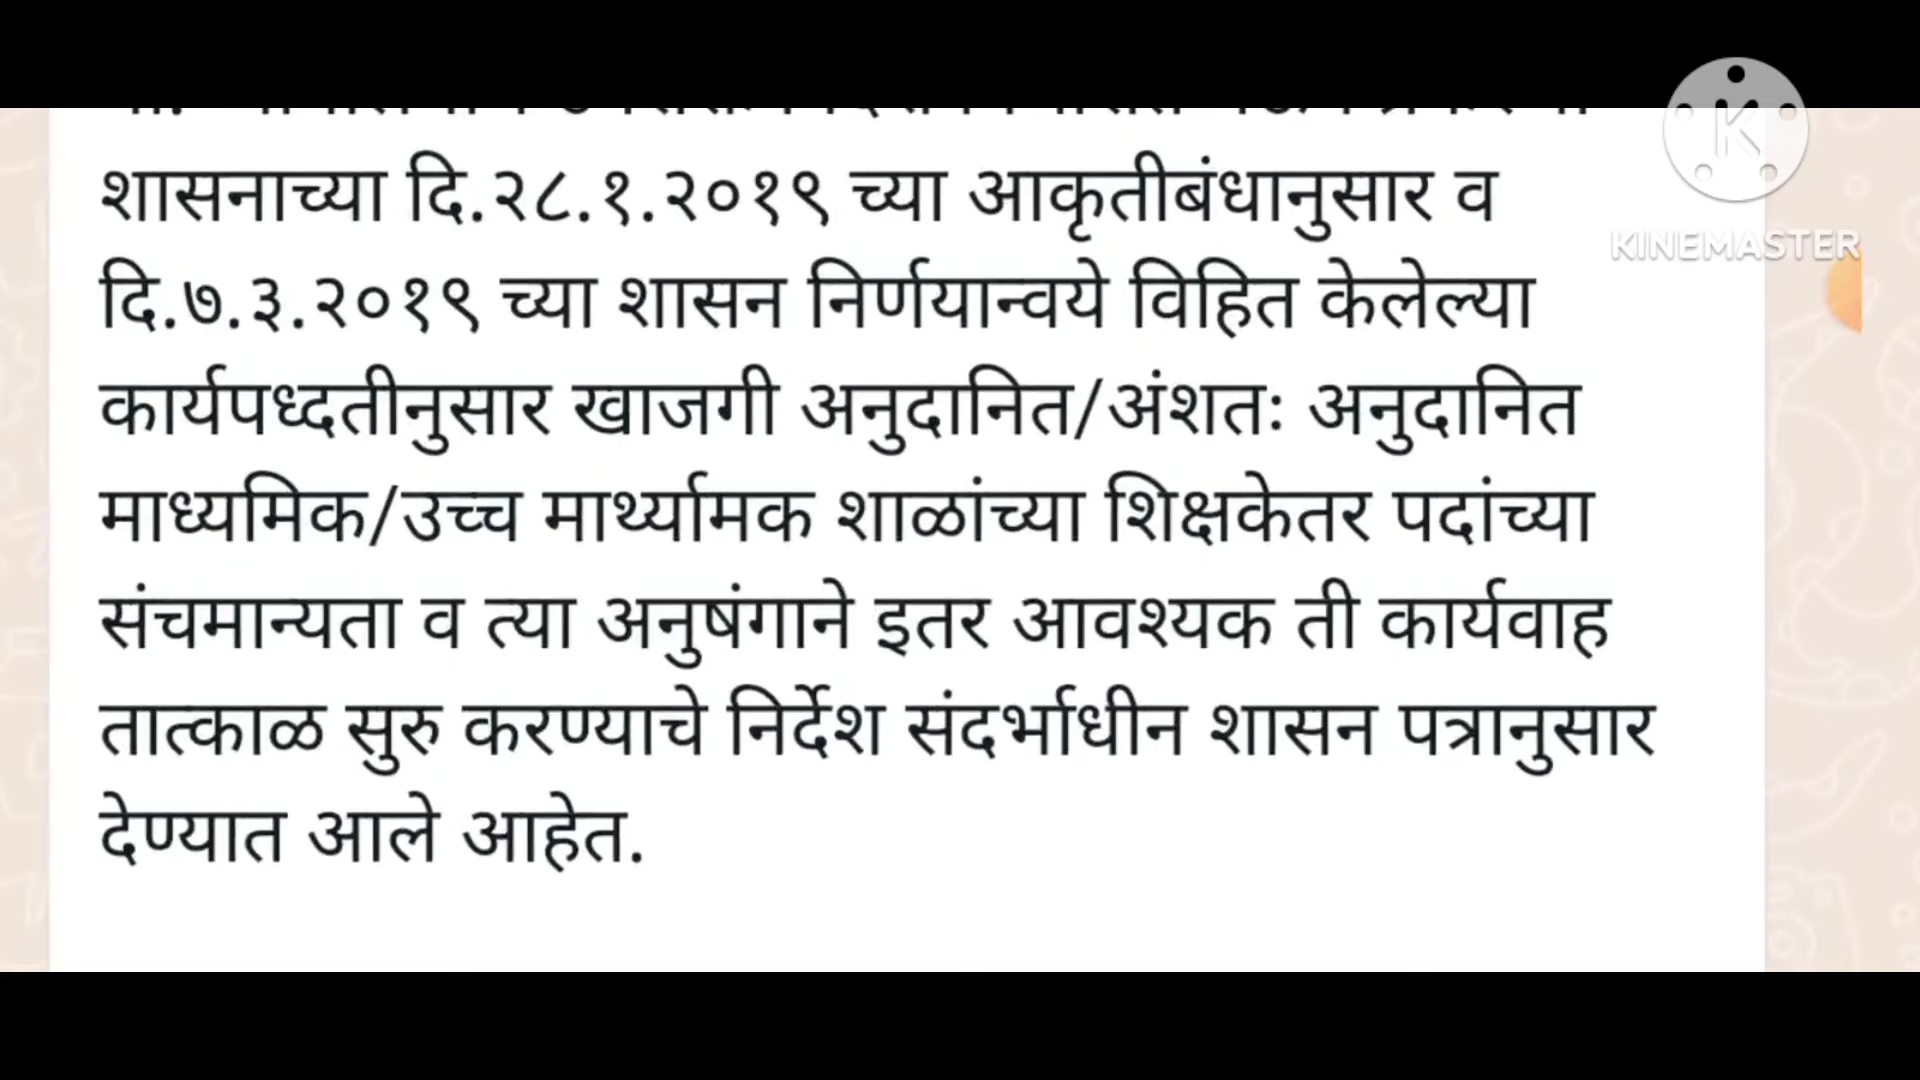 शासनाच्या दि.२८.१.२०१९ च्या आकृतीबंधानुसार व
दि.७.३.२०१९ च्या शासन निर्णयान्वये विहित केलेल्या
कार्यपध्दतीनुसार खाजगी अनुदानित/अंशतः अनुदानित
माध्यमिक/उच्च मार्थ्यामक शाळांच्या शिक्षकेतर पदांच्या
संचमान्यता व त्या अनुषंगाने इतर आवश्यक ती कार्यवाह
तात्काळ सुरु करण्याचे निर्देश संदर्भाधीन शासन पत्रानुसार
देण्यात आले आहेत.
K
KINEMASTER